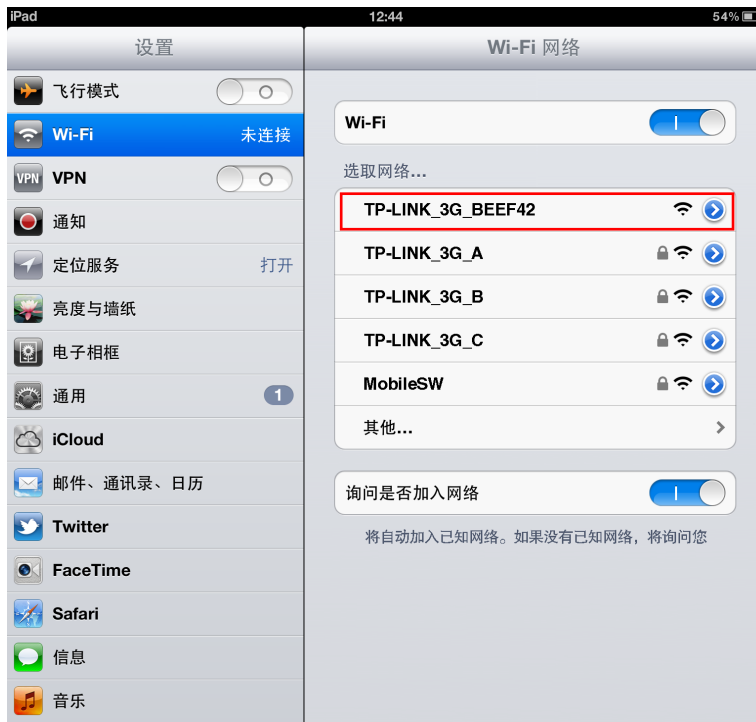 iPad 12:44 54%
设置
Wi-Fi 网络
飞行模式
Wi-Fi 未连接
VPN VPN
通知
定位服务 打开
亮度与墙纸
电子相框
通用 1
iCloud
邮件、通讯录、日历
Twitter
FaceTime
Safari
信息
音乐
Wi-Fi
选取网络...
TP-LINK_3G_BEEF42
TP-LINK_3G_A
TP-LINK_3G_B
TP-LINK_3G_C
MobileSW
其他...
询问是否加入网络
将自动加入已知网络。如果没有已知网络，将询问您